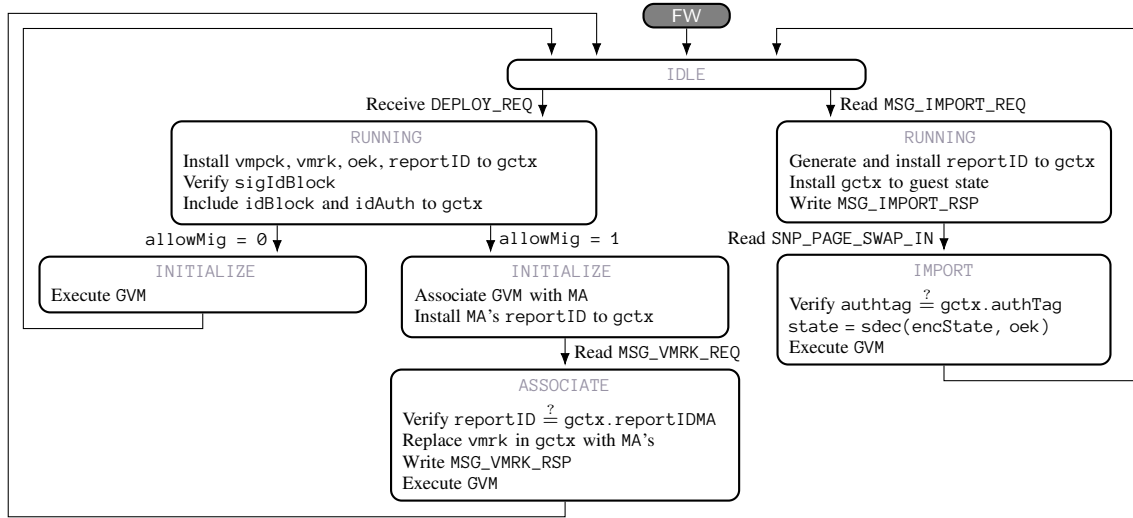 FW
IDLE
Receive DEPLOY_REQ
Read MSG_IMPORT_REQ
RUNNING
Install vmpck, vmrk, oek, reportID to gctx
Verify sigIdBlock
Include idBlock and idAuth to gctx
RUNNING
Generate and install reportID to gctx
Install gctx to guest state
Write MSG_IMPORT_RSP
allowMig = 0
allowMig = 1
Read SNP_PAGE_SWAP_IN
INITIALIZE
Execute GVM
INITIALIZE
Associate GVM with MA
Install MA's reportID to gctx
IMPORT
Verify authtag ?= gctx.authTag
state = sdec(encState, oek)
Execute GVM
Read MSG_VMRK_REQ
ASSOCIATE
Verify reportID ?= gctx.reportIDMA
Replace vmrk in gctx with MA's
Write MSG_VMRK_RSP
Execute GVM